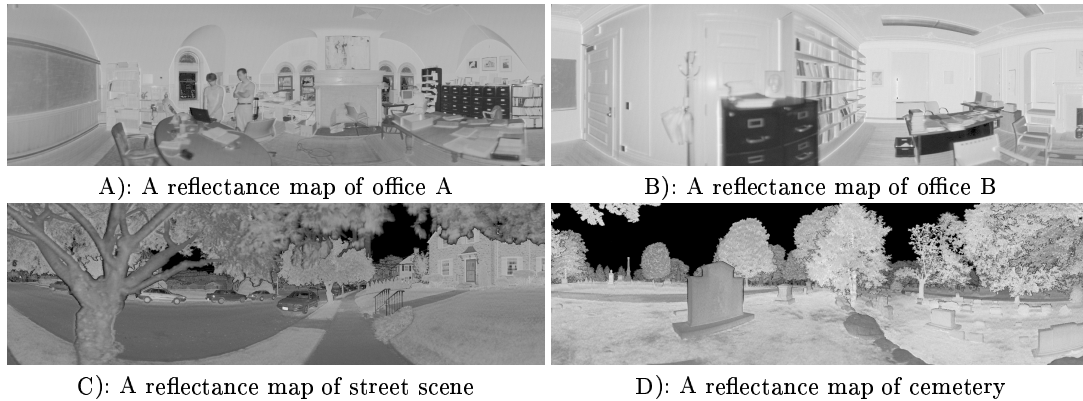 A): A reflectance map of office A
B): A reflectance map of office B
C): A reflectance map of street scene
D): A reflectance map of cemetery